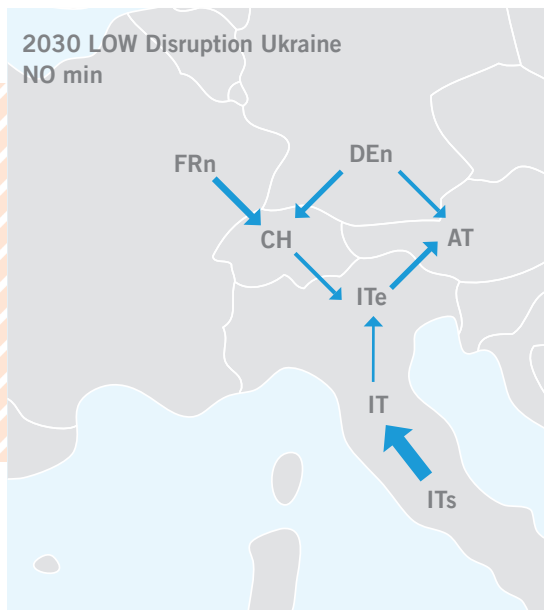 2030 LOW Disruption Ukraine
NO min
FRn
DEn
CH
AT
ITe
IT
ITs